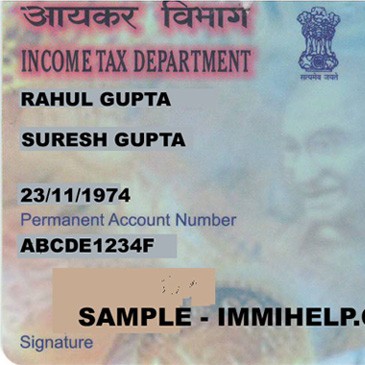 आयकर विभाग
INCOME TAX DEPARTMENT
सत्यमेव जयते
RAHUL GUPTA
SURESH GUPTA
23/11/1974
Permanent Account Number
ABCDE1234F
SAMPLE - IMMIHELP.
Signature